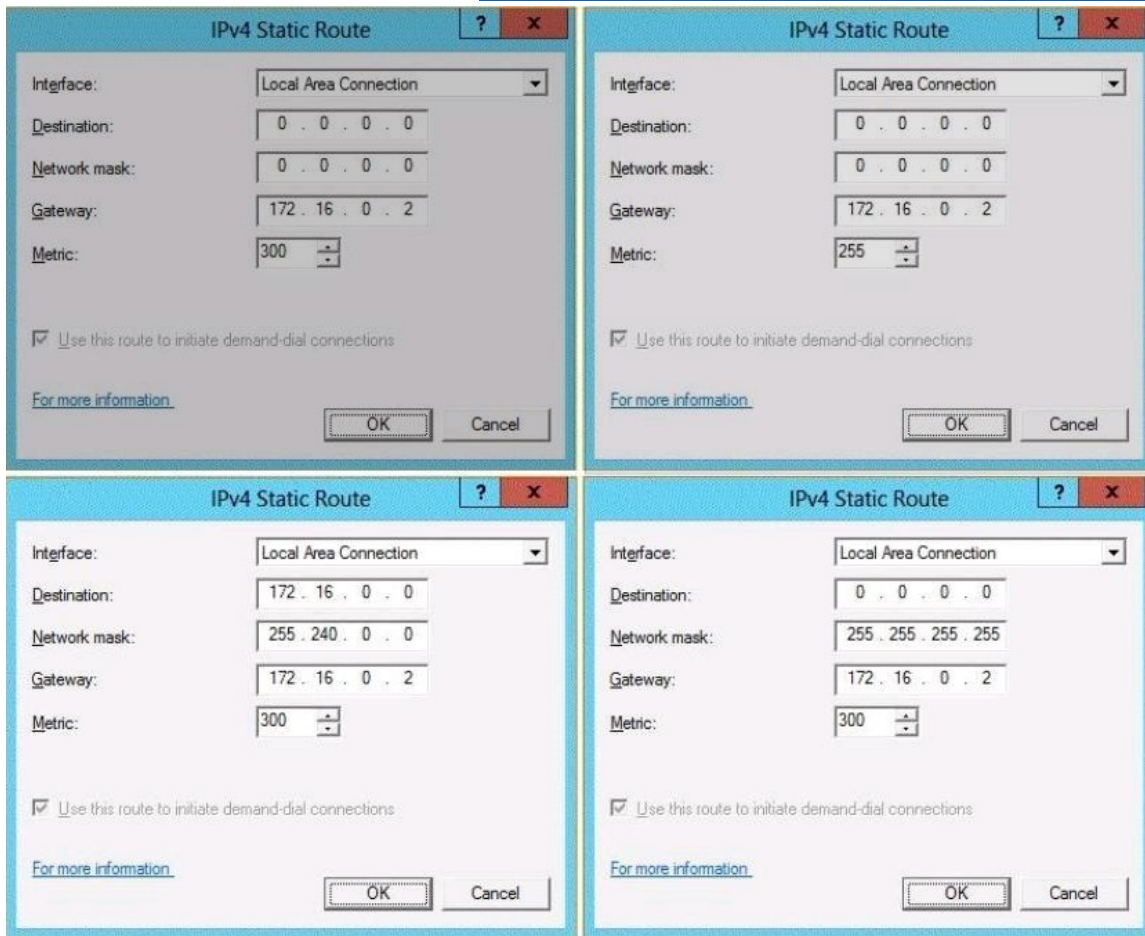 IPv4 Static Route ? x
Interface: Local Area Connection
Destination: 0 . 0 . 0 . 0
Network mask: 0 . 0 . 0 . 0
Gateway: 172 . 16 . 0 . 2
Metric: 300
Use this route to initiate demand-dial connections
For more information
OK Cancel
IPv4 Static Route ? x
Interface: Local Area Connection
Destination: 0 . 0 . 0 . 0
Network mask: 0 . 0 . 0 . 0
Gateway: 172 . 16 . 0 . 2
Metric: 255
Use this route to initiate demand-dial connections
For more information
OK Cancel
IPv4 Static Route ? x
Interface: Local Area Connection
Destination: 172 . 16 . 0 . 0
Network mask: 255 . 240 . 0 . 0
Gateway: 172 . 16 . 0 . 2
Metric: 300
Use this route to initiate demand-dial connections
For more information
OK Cancel
IPv4 Static Route ? x
Interface: Local Area Connection
Destination: 0 . 0 . 0 . 0
Network mask: 255 . 255 . 255 . 255
Gateway: 172 . 16 . 0 . 2
Metric: 300
Use this route to initiate demand-dial connections
For more information
OK Cancel